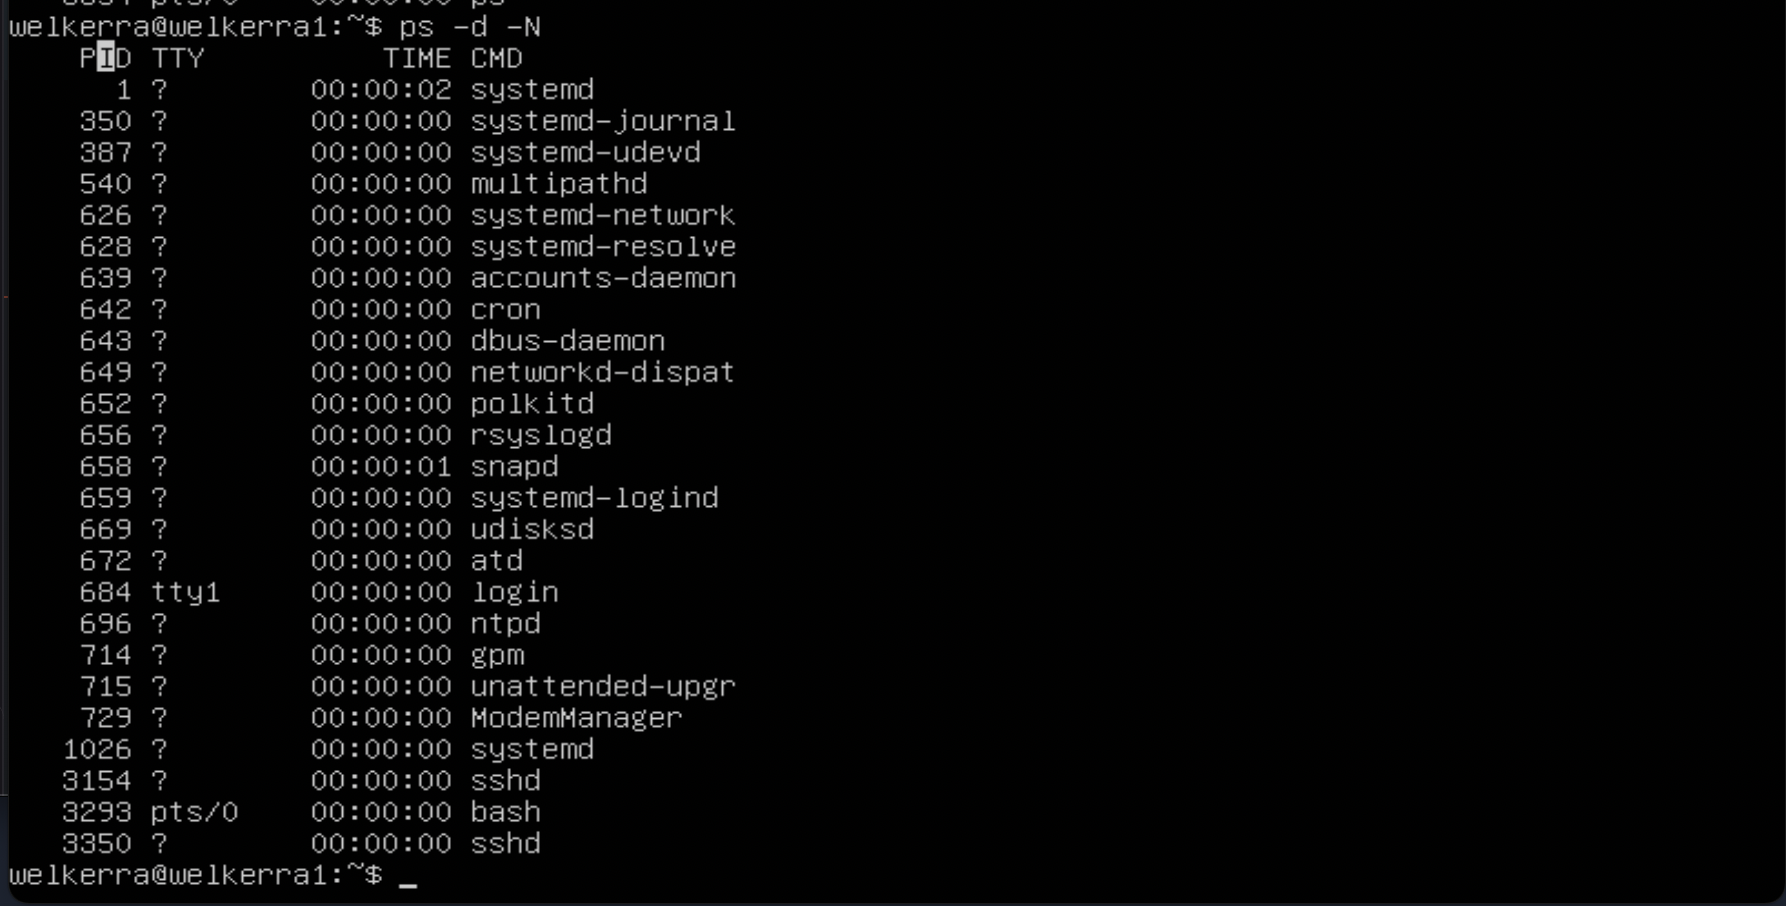 welkerra@welkerra1:~$ ps -d -N
PID TTY TIME CMD
1 ? 00:00:02 systemd
350 ? 00:00:00 systemd-journal
387 ? 00:00:00 systemd-udevd
540 ? 00:00:00 multipathd
626 ? 00:00:00 systemd-network
628 ? 00:00:00 systemd-resolve
639 ? 00:00:00 accounts-daemon
642 ? 00:00:00 cron
643 ? 00:00:00 dbus-daemon
649 ? 00:00:00 networkd-dispat
652 ? 00:00:00 polkitd
656 ? 00:00:00 rsyslogd
658 ? 00:00:01 snapd
659 ? 00:00:00 systemd-logind
669 ? 00:00:00 udisksd
672 ? 00:00:00 atd
684 tty1 00:00:00 login
696 ? 00:00:00 ntpd
714 ? 00:00:00 gpm
715 ? 00:00:00 unattended-upgr
729 ? 00:00:00 ModemManager
1026 ? 00:00:00 systemd
3154 ? 00:00:00 sshd
3293 pts/0 00:00:00 bash
3350 ? 00:00:00 sshd
welkerra@welkerra1:~$ _